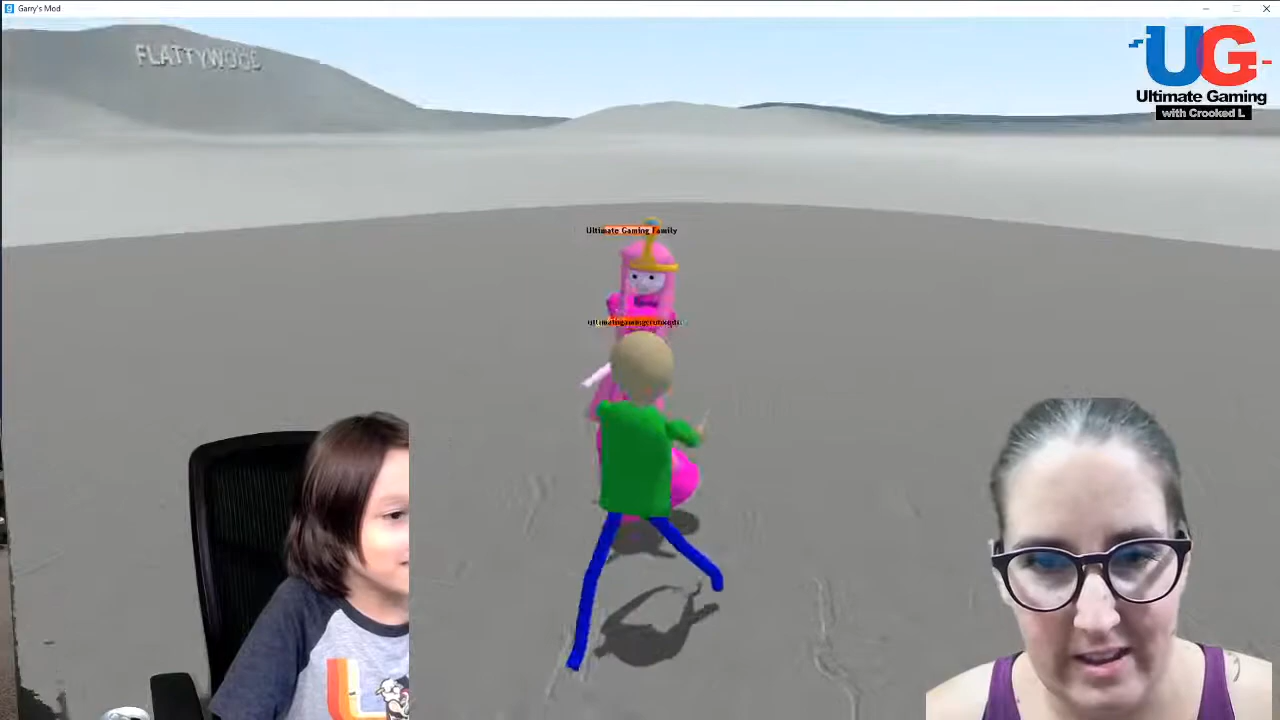 Garry's Mod
FLATTYWOOD
UG
Ultimate Gaming
with Crooked L
Ultimate Gaming Family